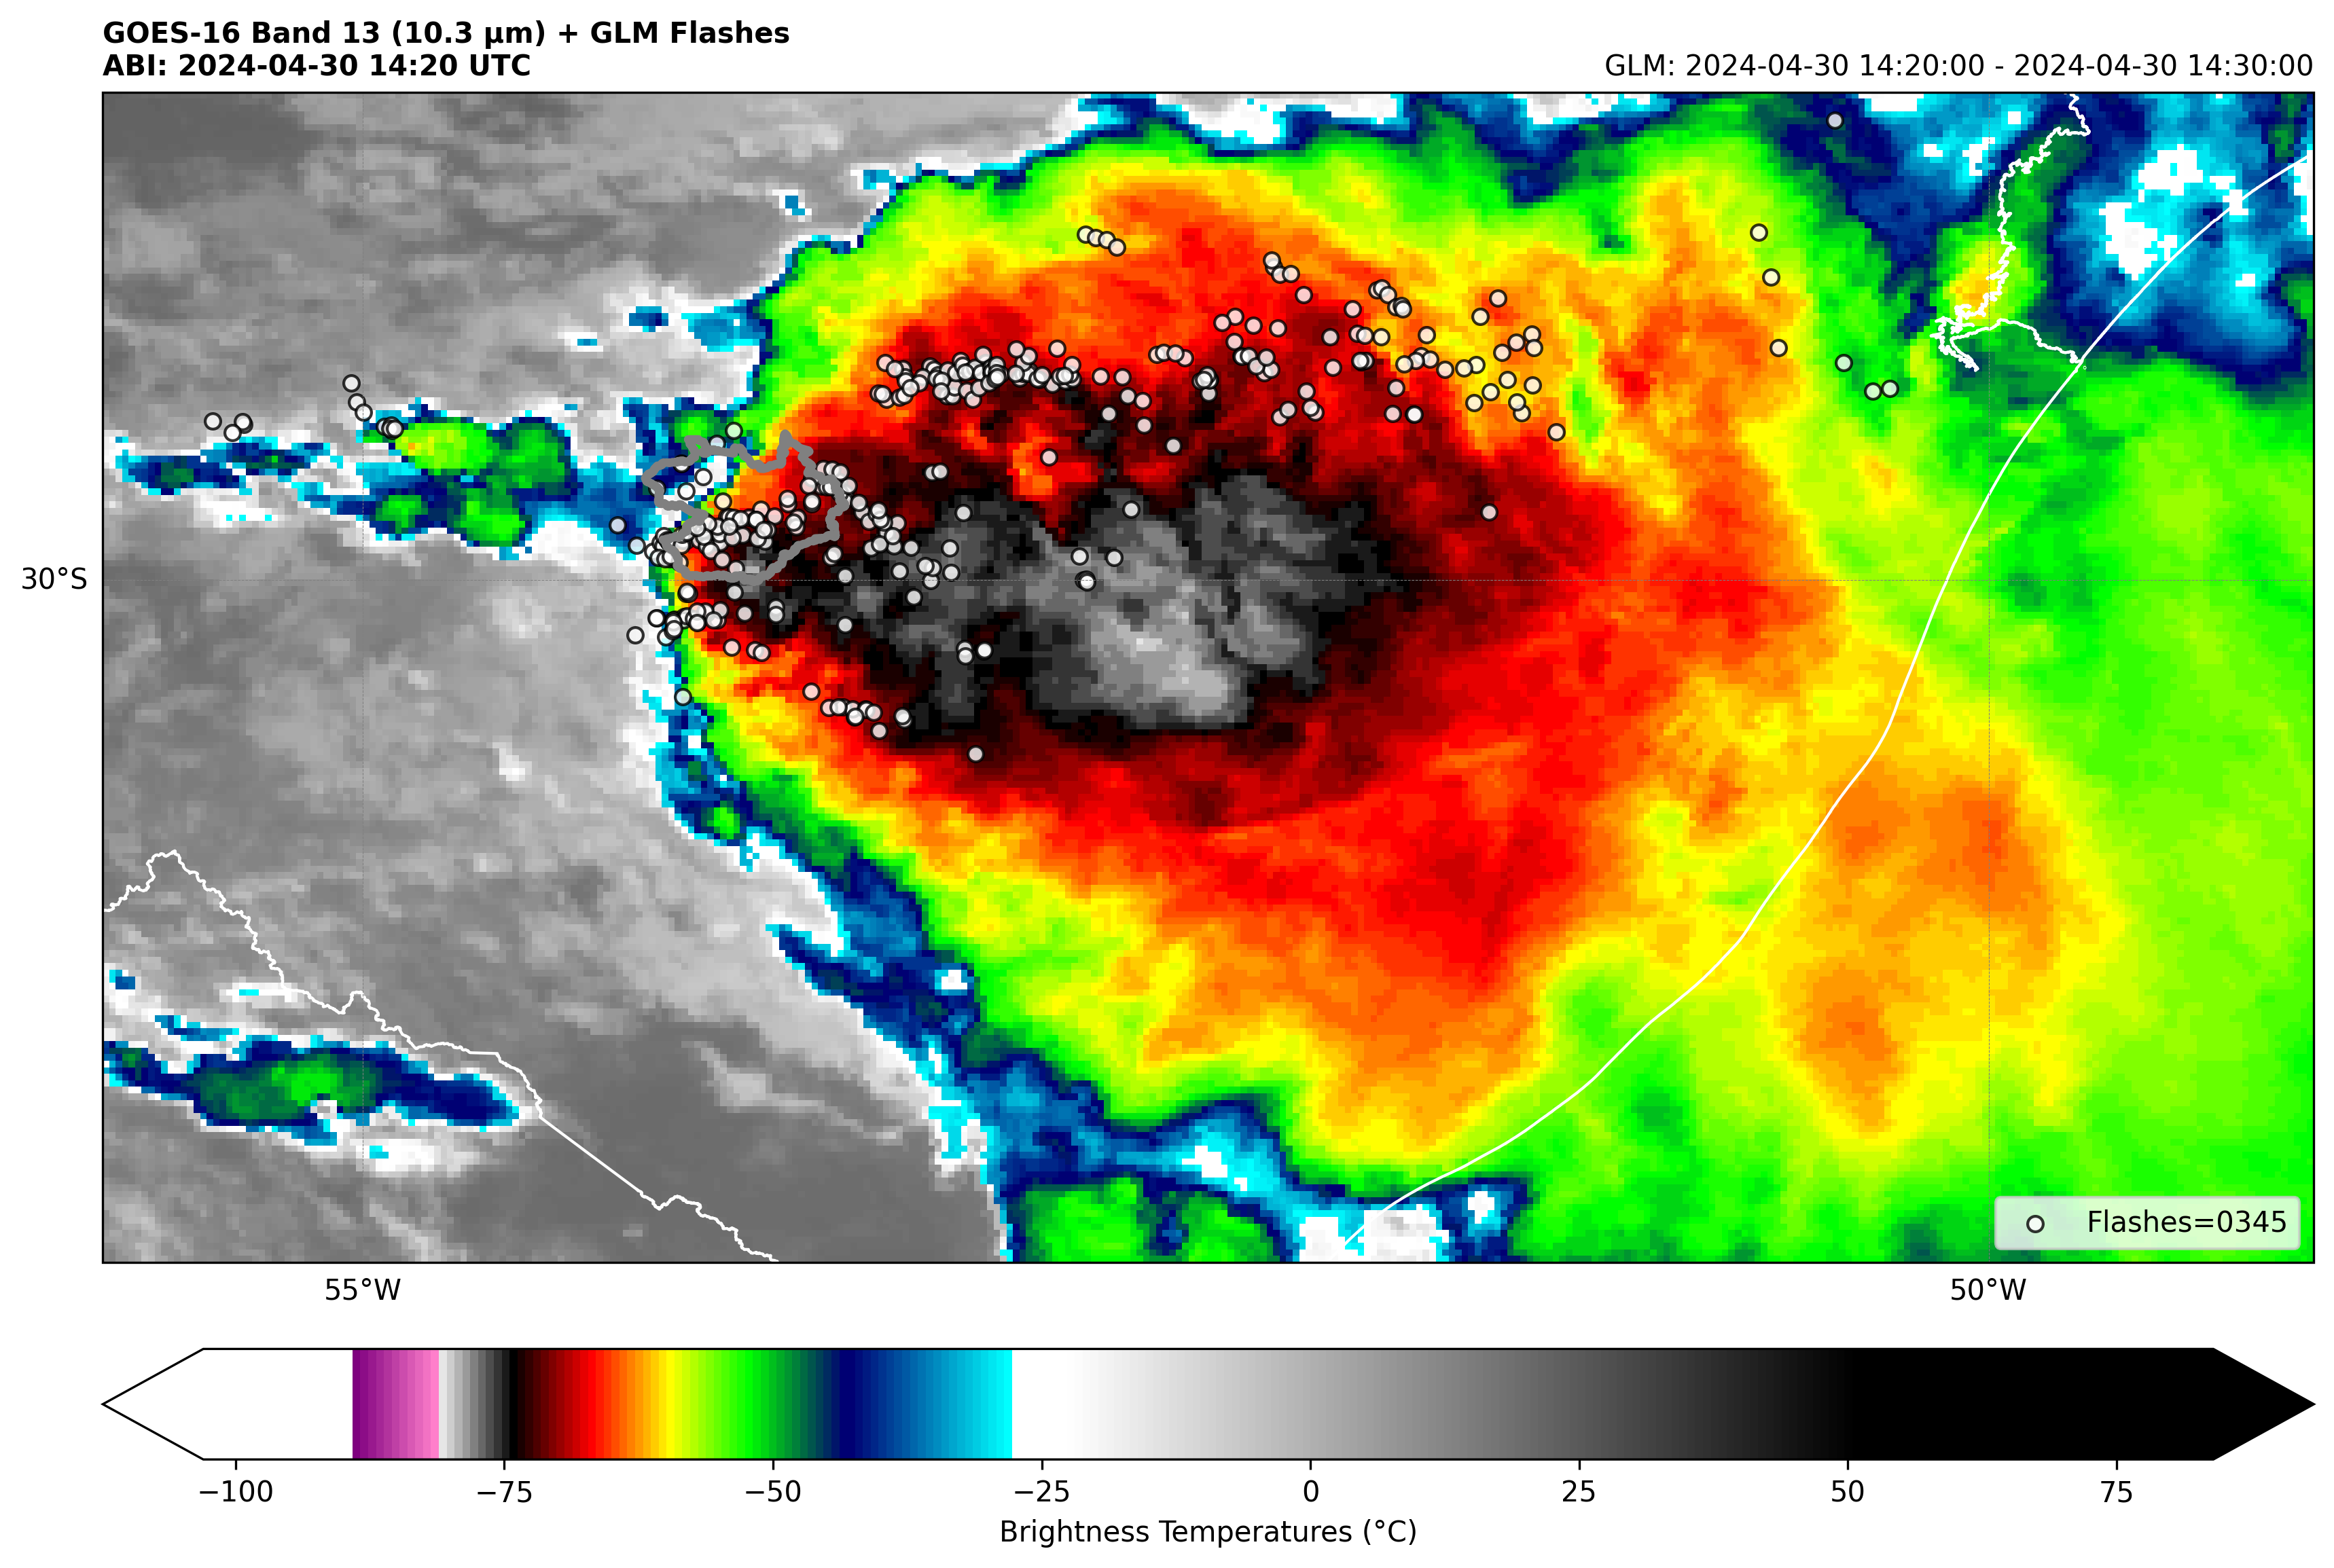 GOES-16 Band 13 (10.3 μm) + GLM Flashes
ABI: 2024-04-30 14:20 UTC
GLM: 2024-04-30 14:20:00 - 2024-04-30 14:30:00
30°S
Flashes=0345
55°W
50°W
−100
−75
−50
−25
0
25
50
75
Brightness Temperatures (°C)